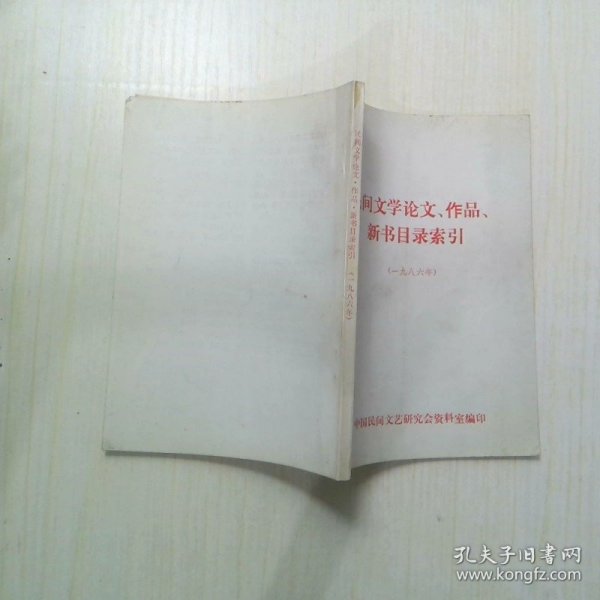 民间文学论文·作品·新书目录索引（一九八六年）
间文学论文、作品、
新书目录索引
（一九八六年）
中国民间文艺研究会资料室编印
孔夫子旧书网
www.kongfz.com